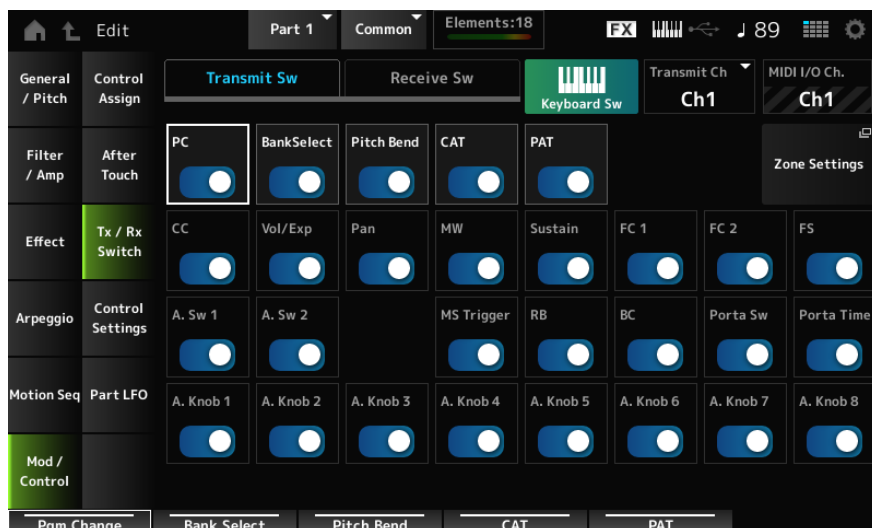 Edit
Part 1
Common
Elements:18
FX
♩ 89
General / Pitch
Control Assign
Transmit Sw
Receive Sw
Keyboard Sw
Transmit Ch
Ch1
MIDI I/O Ch.
Ch1
Filter / Amp
After Touch
PC
BankSelect
Pitch Bend
CAT
PAT
Zone Settings
Effect
Tx / Rx Switch
CC
Vol/Exp
Pan
MW
Sustain
FC 1
FC 2
FS
Arpeggio
Control Settings
A. Sw 1
A. Sw 2
MS Trigger
RB
BC
Porta Sw
Porta Time
Motion Seq
Part LFO
A. Knob 1
A. Knob 2
A. Knob 3
A. Knob 4
A. Knob 5
A. Knob 6
A. Knob 7
A. Knob 8
Mod / Control
Pgm Change
Bank Select
Pitch Bend
CAT
PAT